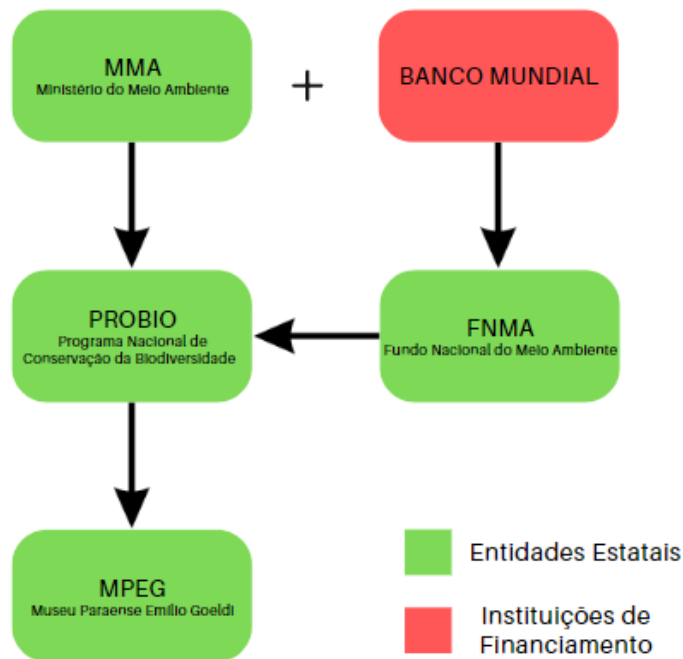 MMA
Ministério do Meio Ambiente
+
BANCO MUNDIAL
PROBIO
Programa Nacional de
Conservação da Biodiversidade
FNMA
Fundo Nacional do Meio Ambiente
MPEG
Museu Paraense Emílio Goeldi
Entidades Estatais
Instituições de
Financiamento